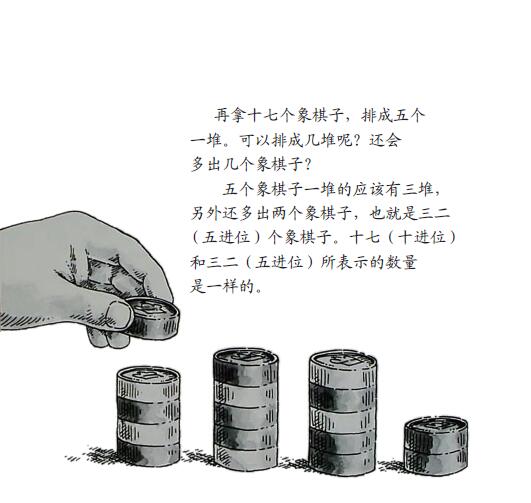 再拿十七个象棋子，排成五个
一堆。可以排成几堆呢？还会
多出几个象棋子？
五个象棋子一堆的应该有三堆，
另外还多出两个象棋子，也就是三二
（五进位）个象棋子。十七（十进位）
和三二（五进位）所表示的数量
是一样的。